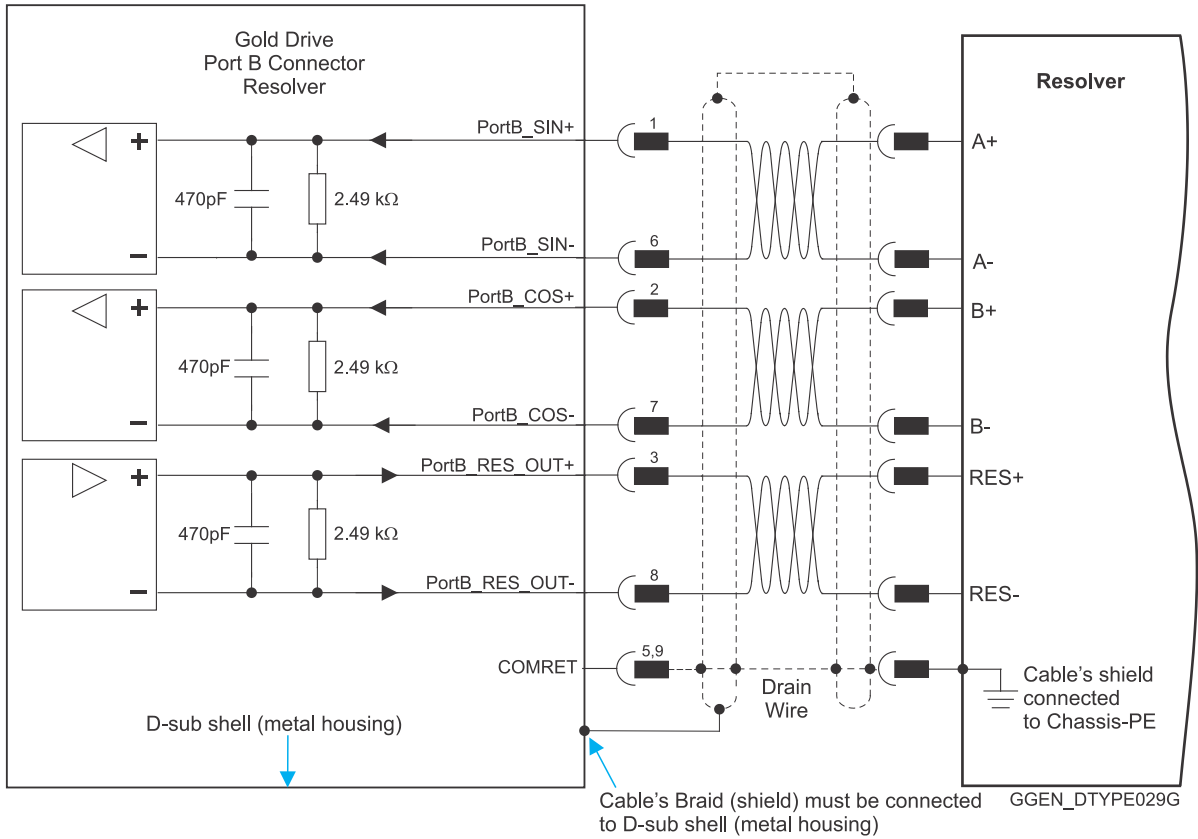 Gold Drive
Port B Connector
Resolver
Resolver
PortB_SIN+
1
A+
+
470pF
2.49 kΩ
PortB_SIN-
6
A-
−
PortB_COS+
2
B+
+
470pF
2.49 kΩ
PortB_COS-
7
B-
−
PortB_RES_OUT+
3
RES+
+
470pF
2.49 kΩ
PortB_RES_OUT-
8
RES-
−
COMRET
5,9
Drain
Wire
Cable's shield
connected
to Chassis-PE
D-sub shell (metal housing)
Cable's Braid (shield) must be connected
to D-sub shell (metal housing)
GGEN_DTYPE029G